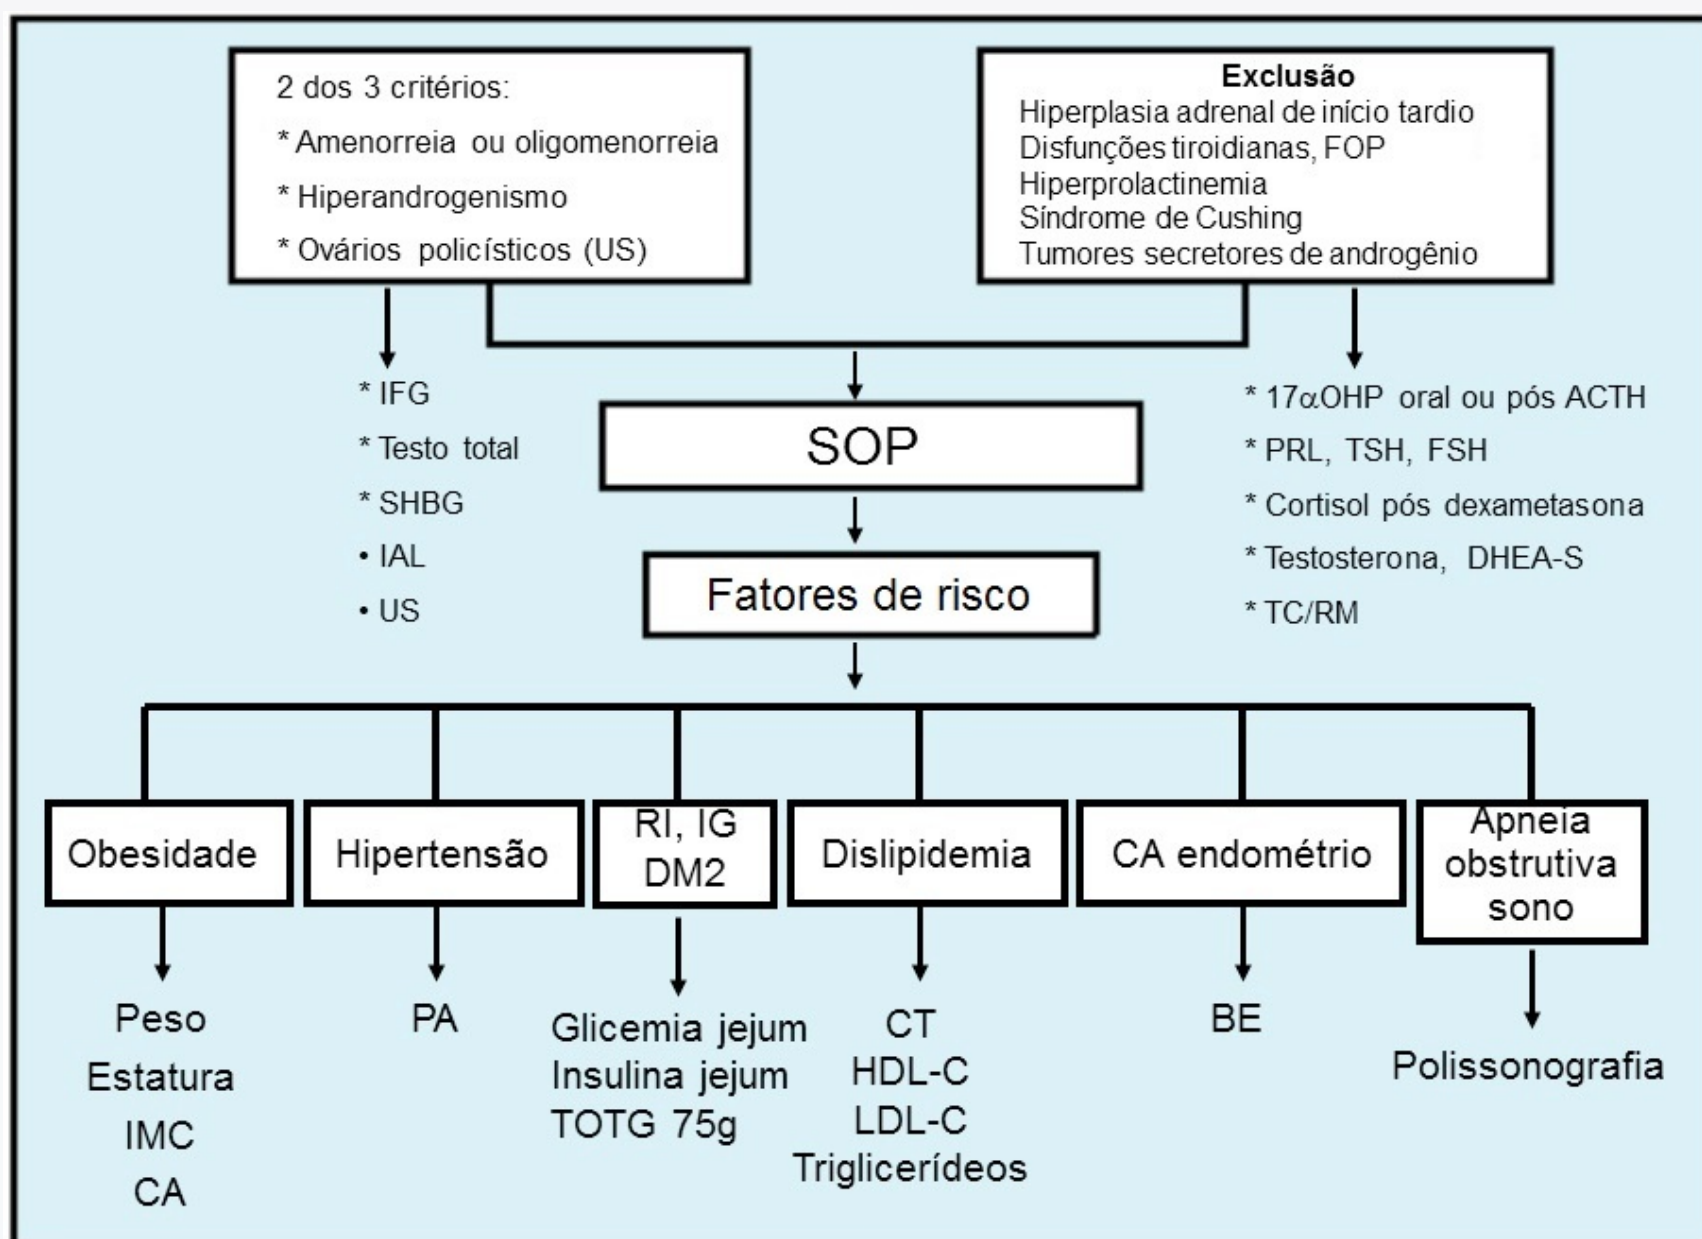 2 dos 3 critérios:
* Amenorreia ou oligomenorreia
* Hiperandrogenismo
* Ovários policísticos (US)
Exclusão
Hiperplasia adrenal de início tardio
Disfunções tiroidianas, FOP
Hiperprolactinemia
Síndrome de Cushing
Tumores secretores de androgênio
* IFG
* Testo total
* SHBG
• IAL
• US
SOP
Fatores de risco
* 17αOHP oral ou pós ACTH
* PRL, TSH, FSH
* Cortisol pós dexametasona
* Testosterona, DHEA-S
* TC/RM
Obesidade
Peso
Estatura
IMC
CA
Hipertensão
PA
RI, IG
DM2
Glicemia jejum
Insulina jejum
TOTG 75g
Dislipidemia
CT
HDL-C
LDL-C
Triglicerídeos
CA endométrio
BE
Apneia
obstrutiva
sono
Polissonografia